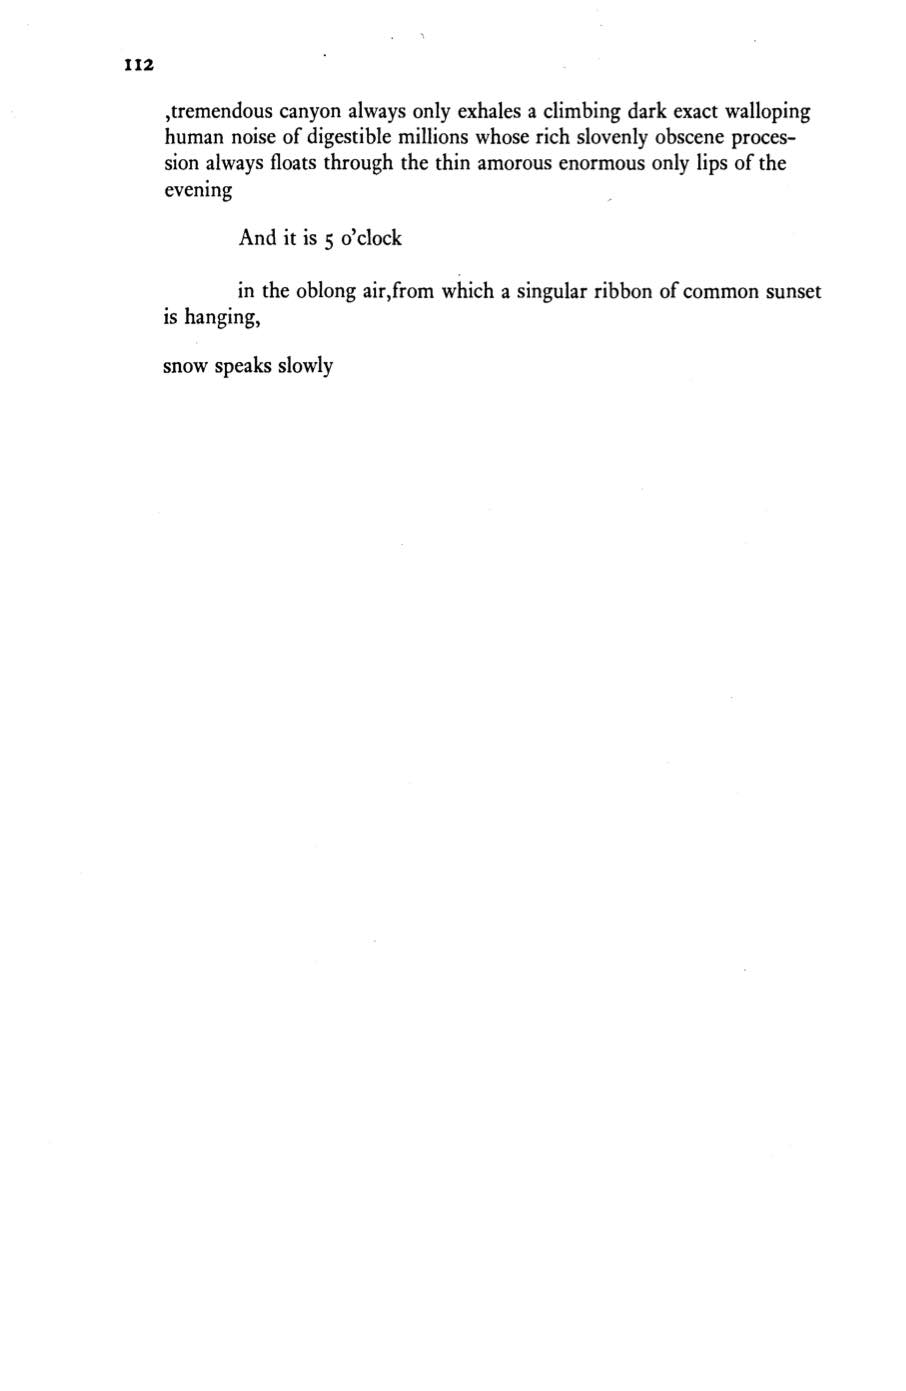 112
,tremendous canyon always only exhales a climbing dark exact walloping
human noise of digestible millions whose rich slovenly obscene proces-
sion always floats through the thin amorous enormous only lips of the
evening
And it is 5 o’clock
in the oblong air,from which a singular ribbon of common sunset
is hanging,
snow speaks slowly